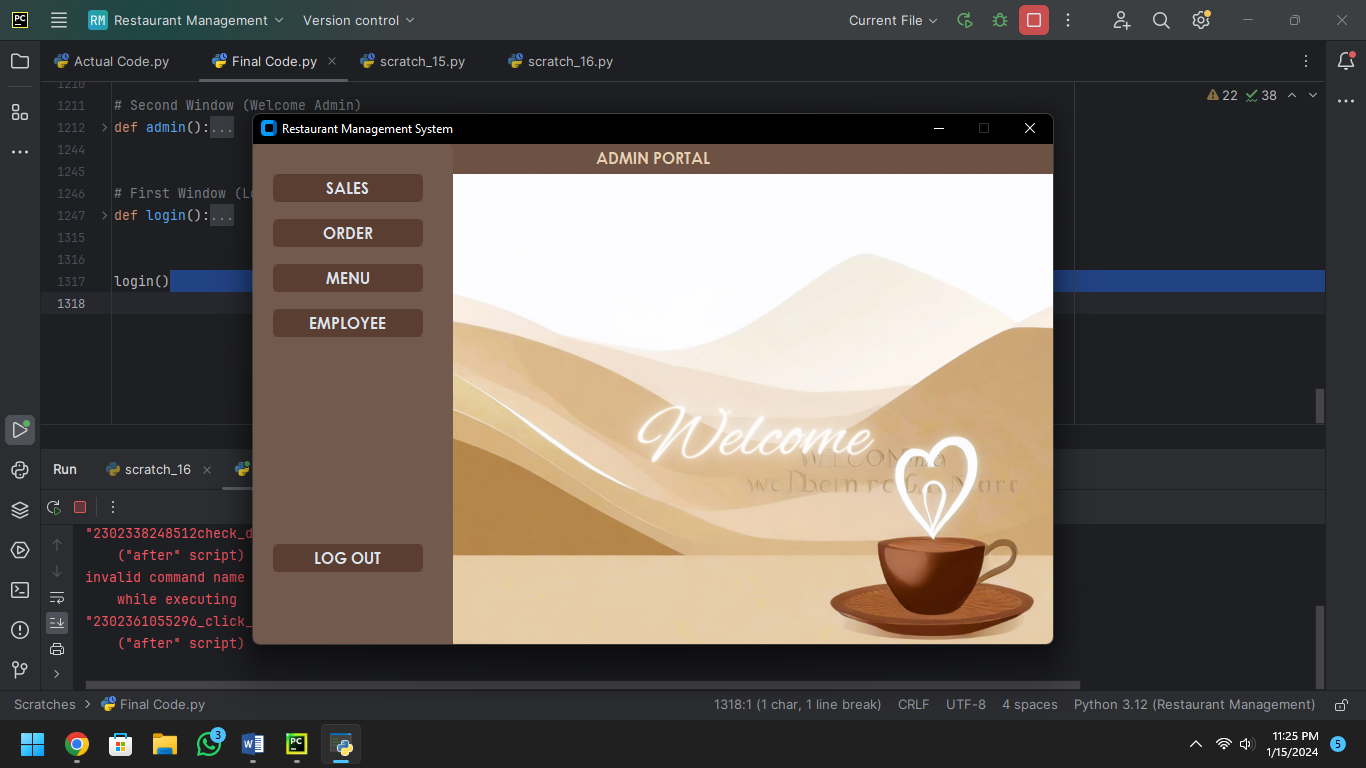 PC
RM Restaurant Management
Version control
Current File
Actual Code.py
Final Code.py
scratch_15.py
scratch_16.py
22
38
1210
1211 # Second Window (Welcome Admin)
1212 def admin():...
1244
1245
1246 # First Window (
1247 def login():...
1315
1316
1317 login()
1318
Restaurant Management System
ADMIN PORTAL
SALES
ORDER
MENU
EMPLOYEE
LOG OUT
Welcome
Run
scratch_16
"2302338248512check_d
("after" script)
invalid command name
while executing
"2302361055296_click_
("after" script)
Scratches > Final Code.py
1318:1 (1 char, 1 line break)
CRLF
UTF-8
4 spaces
Python 3.12 (Restaurant Management)
3
W
PC
11:25 PM
1/15/2024
5